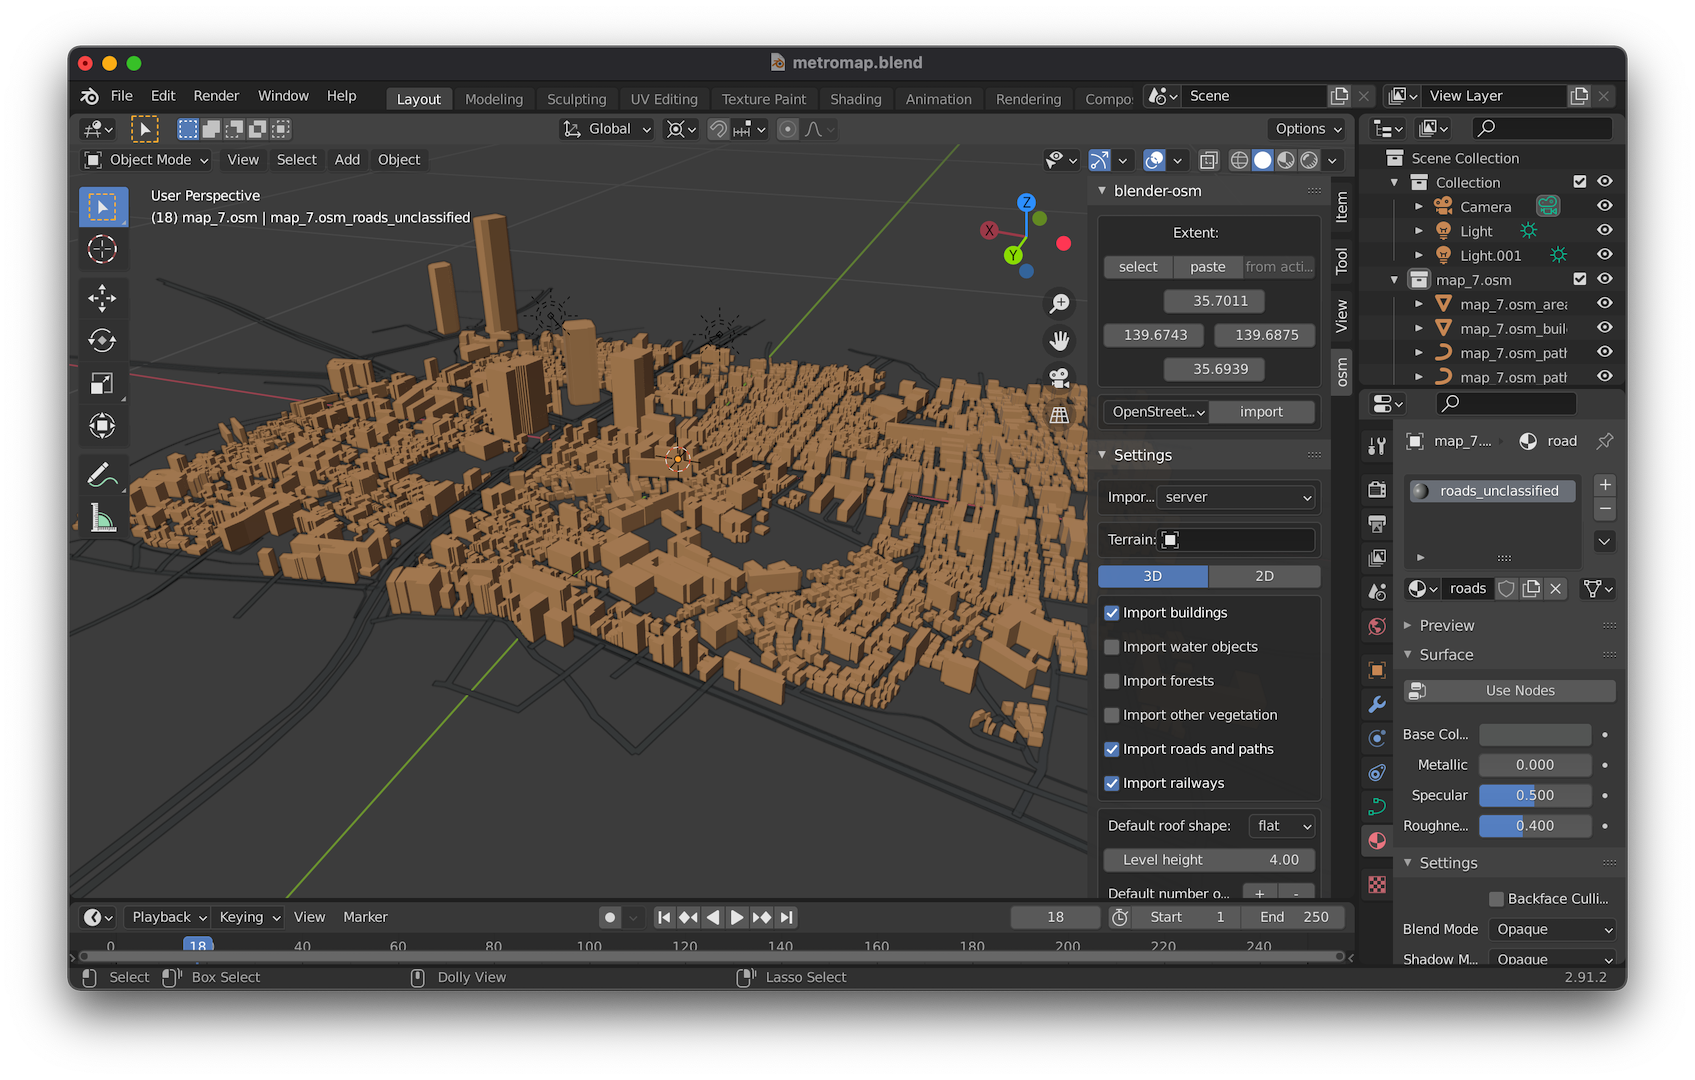 metromap.blend
File Edit Render Window Help Layout Modeling Sculpting UV Editing Texture Paint Shading Animation Rendering Compo: Scene View Layer
Global Options
Object Mode View Select Add Object
User Perspective
(18) map_7.osm | map_7.osm_roads_unclassified
X Y Z
blender-osm
Extent:
select paste from acti...
35.7011
139.6743 139.6875
35.6939
OpenStreet... import
Settings
Impor... server
Terrain:
3D 2D
Import buildings
Import water objects
Import forests
Import other vegetation
Import roads and paths
Import railways
Default roof shape: flat
Level height 4.00
Default number o... + -
Item
Tool
View
osm
Scene Collection
Collection
Camera
Light
Light.001
map_7.osm
map_7.osm_area
map_7.osm_buil
map_7.osm_path
map_7.osm_path
map_7.... road
roads_unclassified
roads
Preview
Surface
Use Nodes
Base Col...
Metallic 0.000
Specular 0.500
Roughne... 0.400
Settings
Backface Culli...
Blend Mode Opaque
Shadow M... Opaque
Playback Keying View Marker 18 Start 1 End 250
0 18 40 60 80 100 120 140 160 180 200 220 240
Select Box Select Dolly View Lasso Select 2.91.2